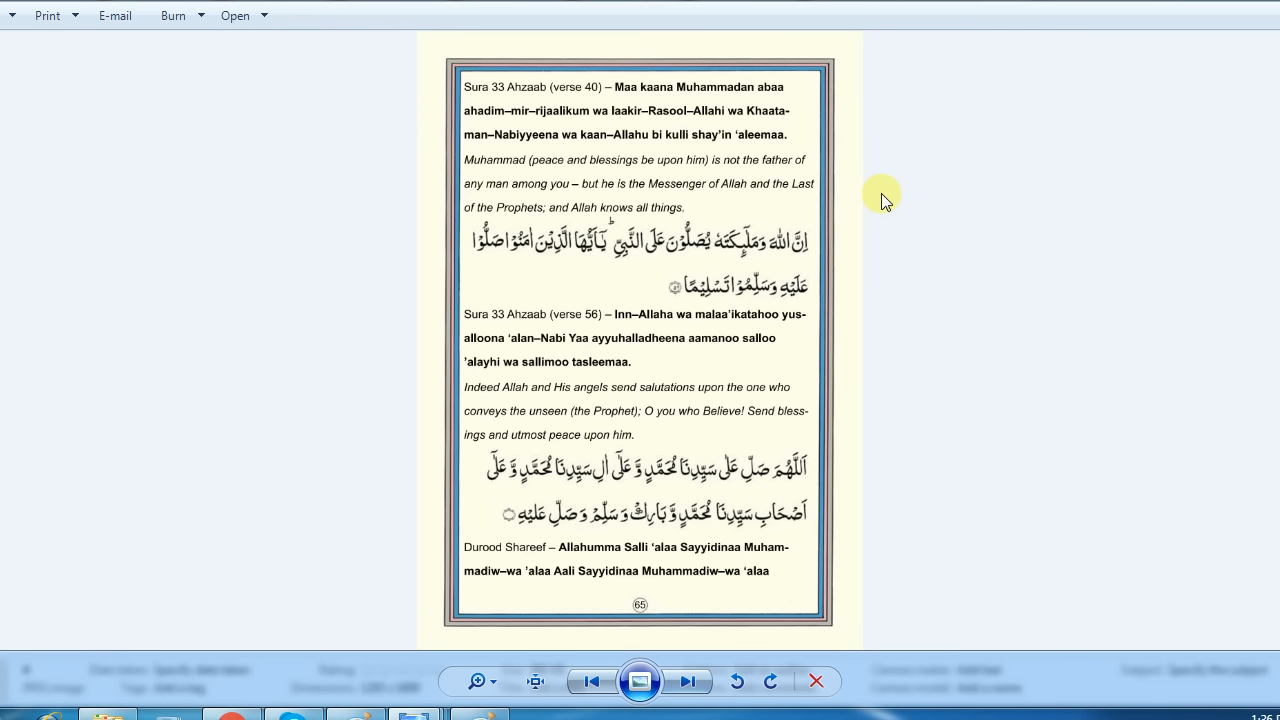 Print E-mail Burn Open
Sura 33 Ahzaab (verse 40) – Maa kaana Muhammadan abaa
ahadim–mir–rijaalikum wa laakir–Rasool–Allahi wa Khaata-
man–Nabiyyeena wa kaan–Allahu bi kulli shay’in ‘aleemaa.
Muhammad (peace and blessings be upon him) is not the father of
any man among you – but he is the Messenger of Allah and the Last
of the Prophets; and Allah knows all things.
اِنَّ اللّٰهَ وَمَلٰٓئِكَتَهٗ يُصَلُّوْنَ عَلَى النَّبِيِّ ؕ يٰٓاَيُّهَا الَّذِيْنَ اٰمَنُوْا صَلُّوْا
عَلَيْهِ وَسَلِّمُوْا تَسْلِيْمًا ۝۵۶
Sura 33 Ahzaab (verse 56) – Inn–Allaha wa malaa’ikatahoo yus-
alloona ‘alan–Nabi Yaa ayyuhalladheena aamanoo salloo
’alayhi wa sallimoo tasleemaa.
Indeed Allah and His angels send salutations upon the one who
conveys the unseen (the Prophet); O you who Believe! Send bless-
ings and utmost peace upon him.
اَللّٰهُمَّ صَلِّ عَلٰى سَيِّدِنَا مُحَمَّدٍ وَّ عَلٰٓى اٰلِ سَيِّدِنَا مُحَمَّدٍ وَّ عَلٰٓى
اَصْحَابِ سَيِّدِنَا مُحَمَّدٍ وَّ بَارِكْ وَ سَلِّمْ وَ صَلِّ عَلَيْهِ ۝
Durood Shareef – Allahumma Salli ‘alaa Sayyidinaa Muham-
madiw–wa ’alaa Aali Sayyidinaa Muhammadiw–wa ‘alaa
65